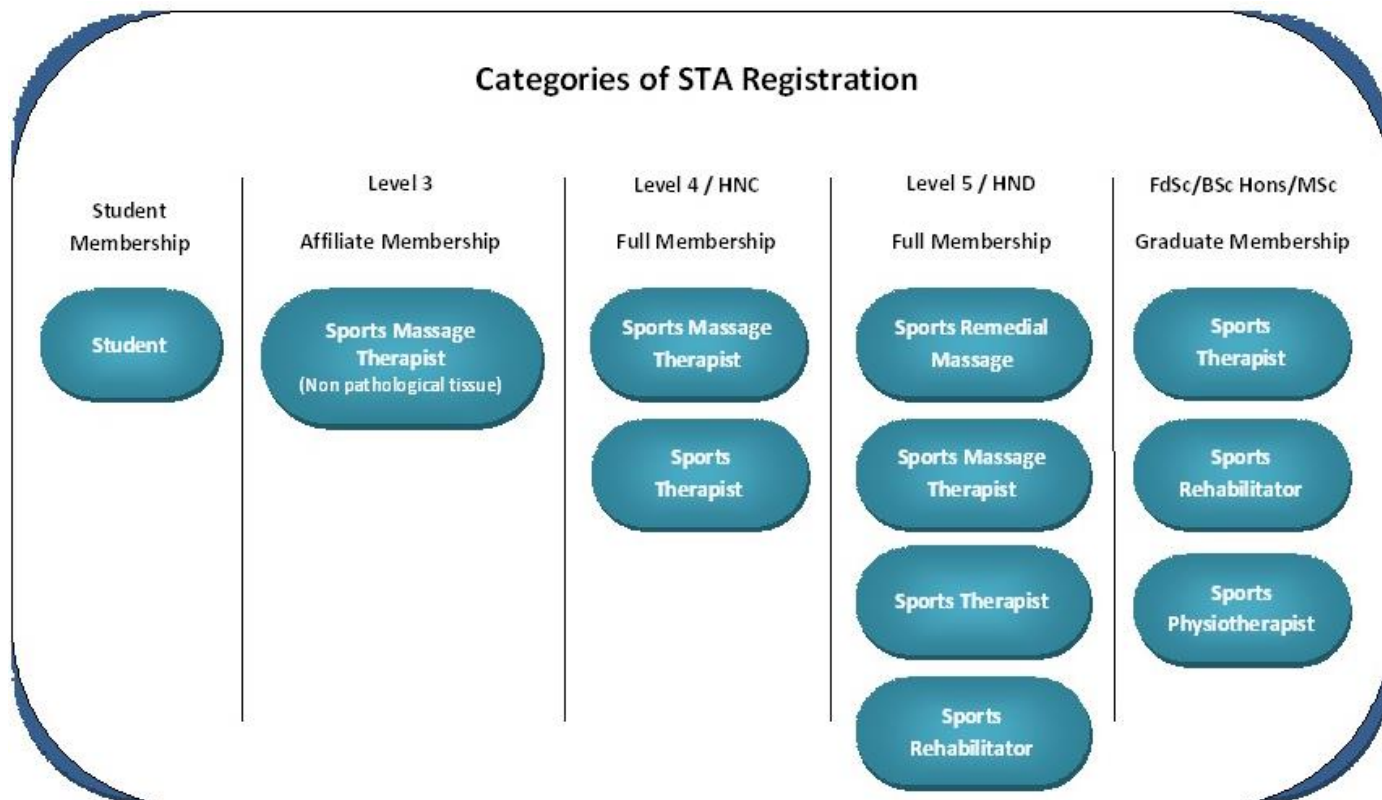 Categories of STA Registration
Student
Membership
Student
Level 3
Affiliate Membership
Sports Massage
Therapist
(Non pathological tissue)
Level 4 / HNC
Full Membership
Sports Massage
Therapist
Sports
Therapist
Level 5 / HND
Full Membership
Sports Remedial
Massage
Sports Massage
Therapist
Sports Therapist
Sports
Rehabilitator
FdSc/BSc Hons/MSc
Graduate Membership
Sports
Therapist
Sports
Rehabilitator
Sports
Physiotherapist